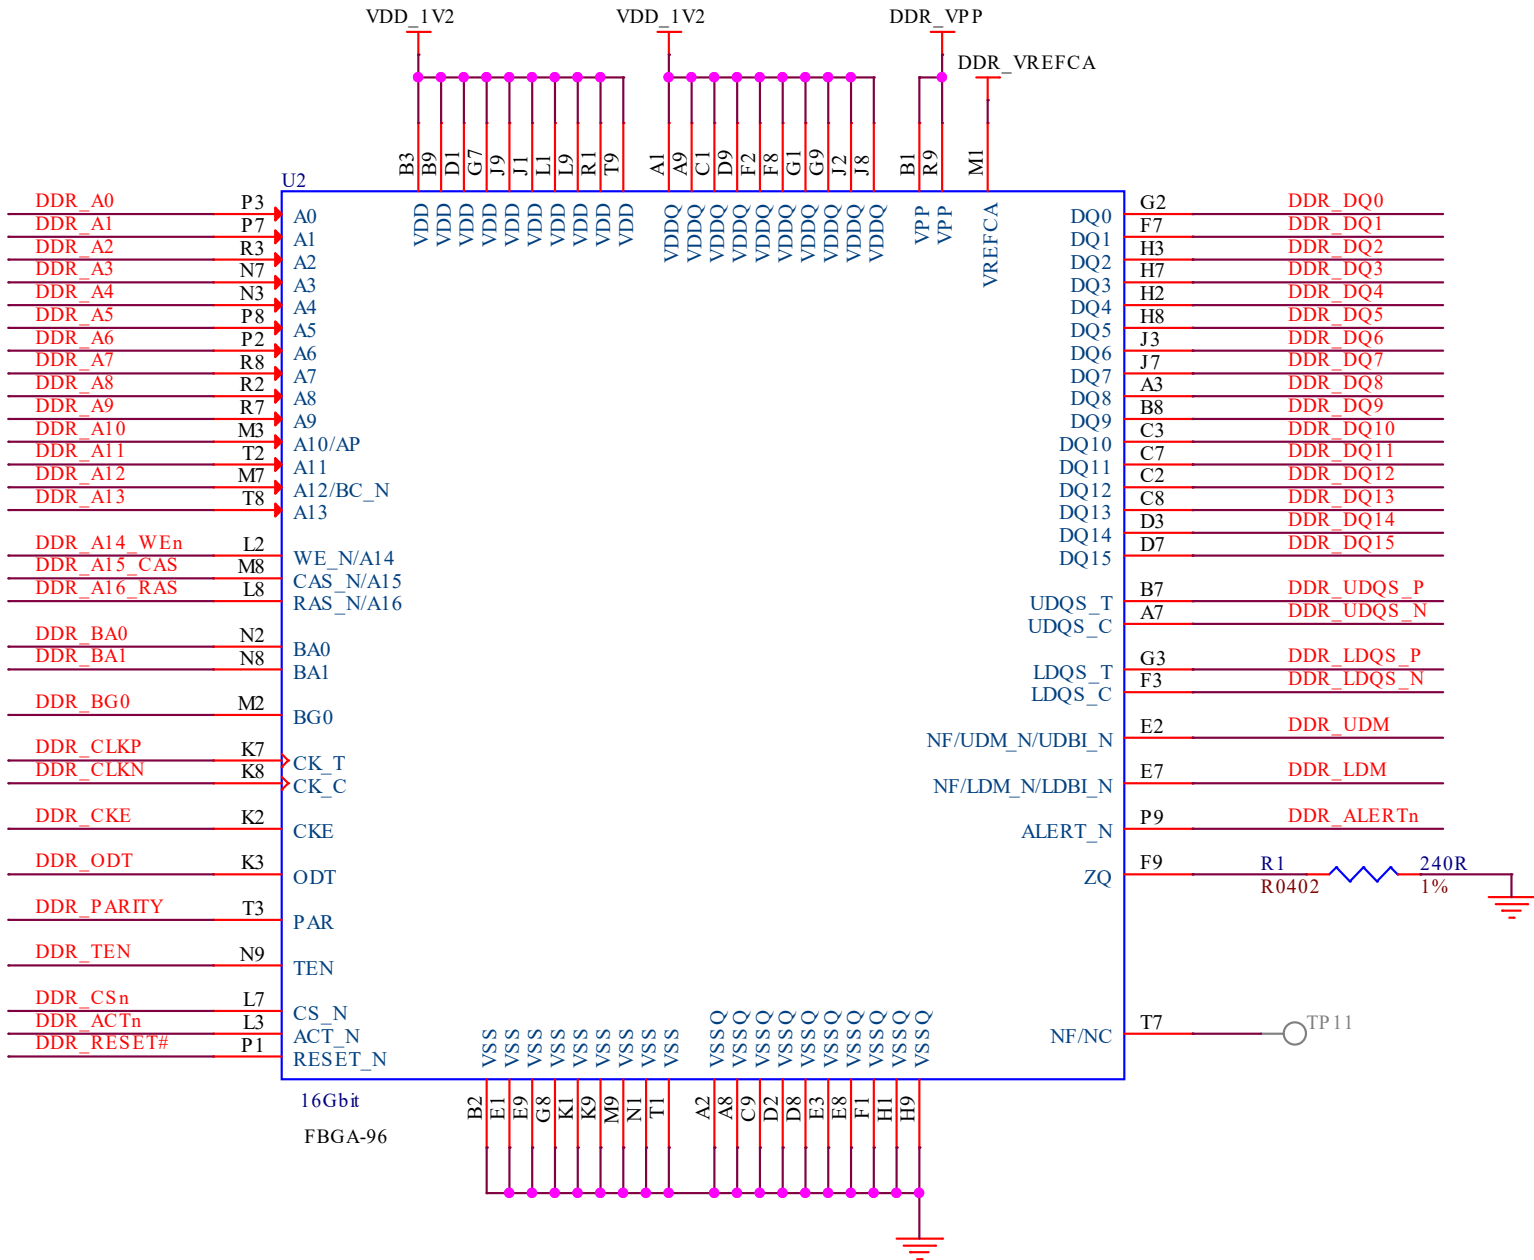 VDD_1V2 VDD_1V2 DDR_VPP
DDR_VREFCA
B3 B9 D1 G7 J9 J1 L1 L9 R1 T9 A1 A9 C1 D9 F2 F8 G1 G9 J2 J8 B1 R9 M1
U2
VDD VDD VDD VDD VDD VDD VDD VDD VDD VDD VDDQ VDDQ VDDQ VDDQ VDDQ VDDQ VDDQ VDDQ VDDQ VDDQ VPP VPP VREFCA
DDR_A0 P3 A0
DDR_A1 P7 A1
DDR_A2 R3 A2
DDR_A3 N7 A3
DDR_A4 N3 A4
DDR_A5 P8 A5
DDR_A6 P2 A6
DDR_A7 R8 A7
DDR_A8 R2 A8
DDR_A9 R7 A9
DDR_A10 M3 A10/AP
DDR_A11 T2 A11
DDR_A12 M7 A12/BC_N
DDR_A13 T8 A13
DDR_A14_WEn L2 WE_N/A14
DDR_A15_CAS M8 CAS_N/A15
DDR_A16_RAS L8 RAS_N/A16
DDR_BA0 N2 BA0
DDR_BA1 N8 BA1
DDR_BG0 M2 BG0
DDR_CLKP K7 CK_T
DDR_CLKN K8 CK_C
DDR_CKE K2 CKE
DDR_ODT K3 ODT
DDR_PARITY T3 PAR
DDR_TEN N9 TEN
DDR_CSn L7 CS_N
DDR_ACTn L3 ACT_N
DDR_RESET# P1 RESET_N
DQ0 G2 DDR_DQ0
DQ1 F7 DDR_DQ1
DQ2 H3 DDR_DQ2
DQ3 H7 DDR_DQ3
DQ4 H2 DDR_DQ4
DQ5 H8 DDR_DQ5
DQ6 J3 DDR_DQ6
DQ7 J7 DDR_DQ7
DQ8 A3 DDR_DQ8
DQ9 B8 DDR_DQ9
DQ10 C3 DDR_DQ10
DQ11 C7 DDR_DQ11
DQ12 C2 DDR_DQ12
DQ13 C8 DDR_DQ13
DQ14 D3 DDR_DQ14
DQ15 D7 DDR_DQ15
UDQS_T B7 DDR_UDQS_P
UDQS_C A7 DDR_UDQS_N
LDQS_T G3 DDR_LDQS_P
LDQS_C F3 DDR_LDQS_N
NF/UDM_N/UDBI_N E2 DDR_UDM
NF/LDM_N/LDBI_N E7 DDR_LDM
ALERT_N P9 DDR_ALERTn
ZQ F9 R1 240R
R0402 1%
NF/NC T7 TP11
VSS VSS VSS VSS VSS VSS VSS VSS VSS VSSQ VSSQ VSSQ VSSQ VSSQ VSSQ VSSQ VSSQ VSSQ VSSQ
16Gbit
FBGA-96
B2 E1 E9 G8 K1 K9 M9 N1 T1 A2 A8 C9 D2 D8 E3 E8 F1 H1 H9